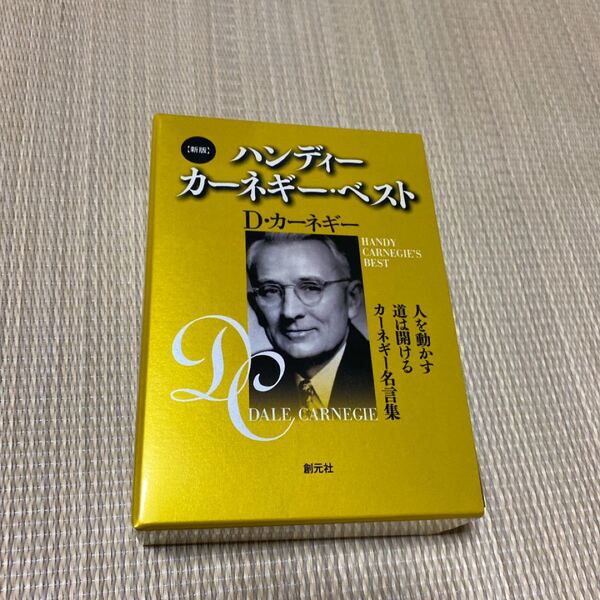 【新版】
ハンディー
カーネギー・ベスト
D・カーネギー
HANDY
CARNEGIE'S
BEST
人を動かす
道は開ける
カーネギー名言集
DC
DALE CARNEGIE
創元社